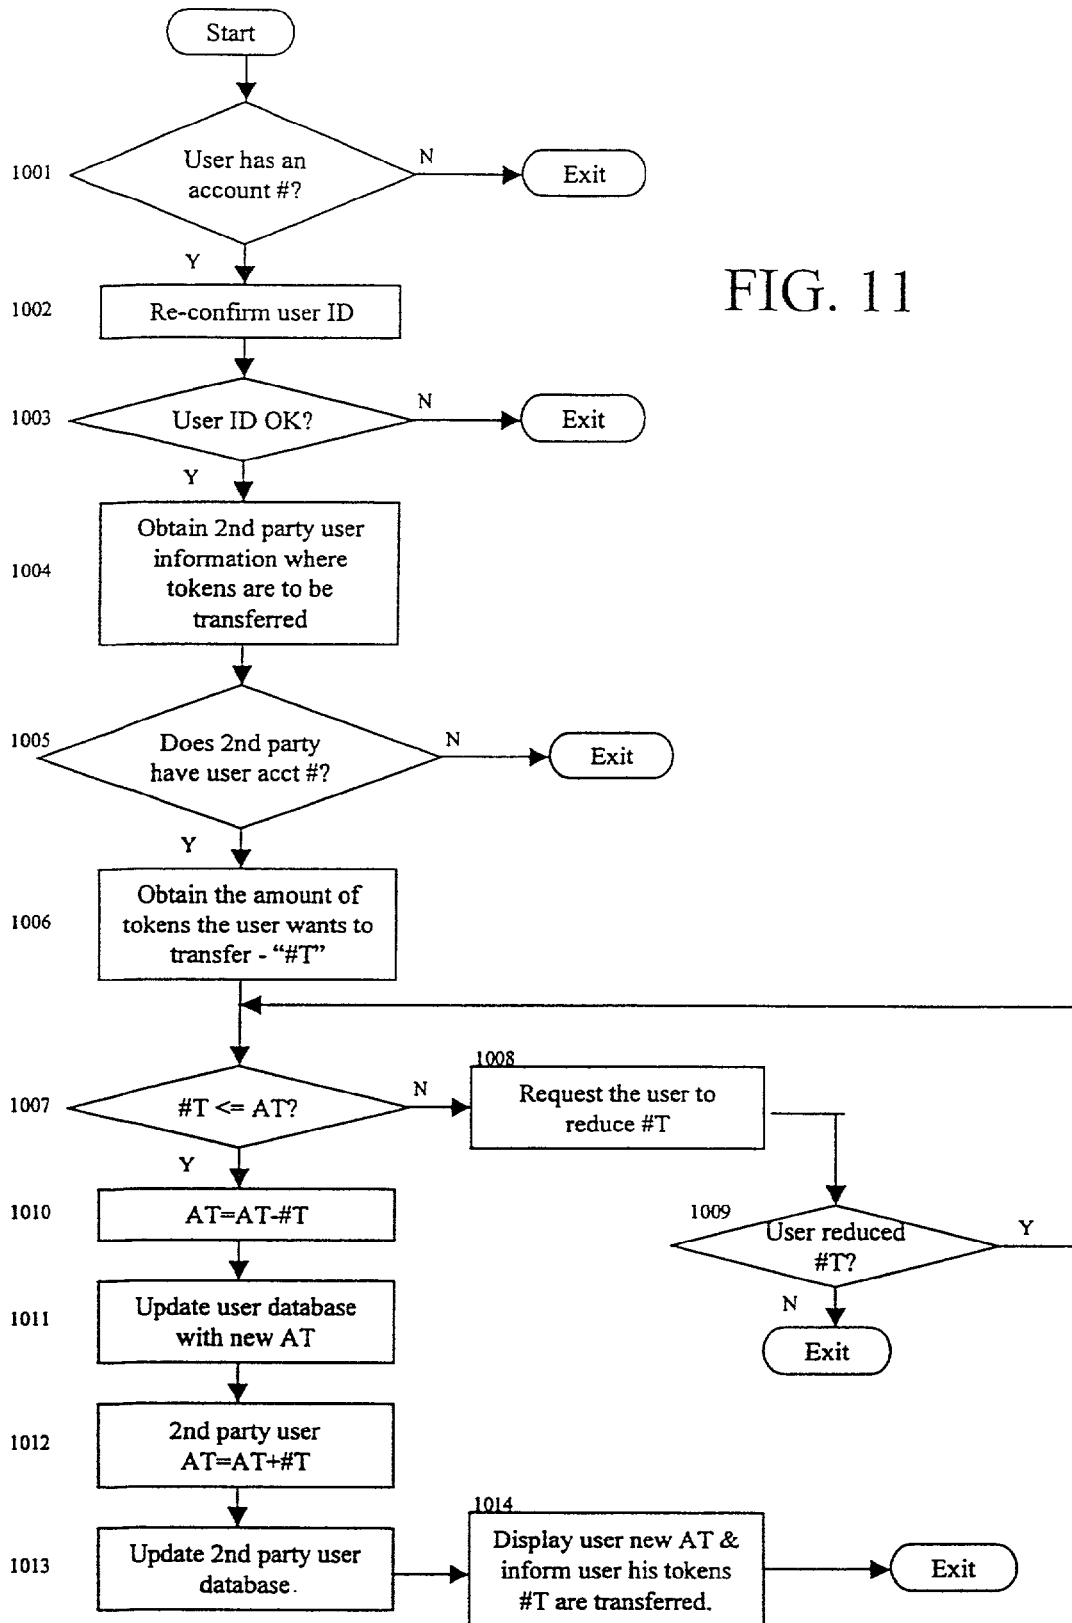 Start
1001
User has an
account #?
N
Exit
Y
FIG. 11
1002
Re-confirm user ID
1003
User ID OK?
N
Exit
Y
1004
Obtain 2nd party user
information where
tokens are to be
transferred
1005
Does 2nd party
have user acct #?
N
Exit
Y
1006
Obtain the amount of
tokens the user wants to
transfer - “#T”
1007
#T <= AT?
N
1008
Request the user to
reduce #T
Y
1010
AT=AT-#T
1009
User reduced
#T?
Y
N
Exit
1011
Update user database
with new AT
1012
2nd party user
AT=AT+#T
1013
Update 2nd party user
database.
1014
Display user new AT &
inform user his tokens
#T are transferred.
Exit